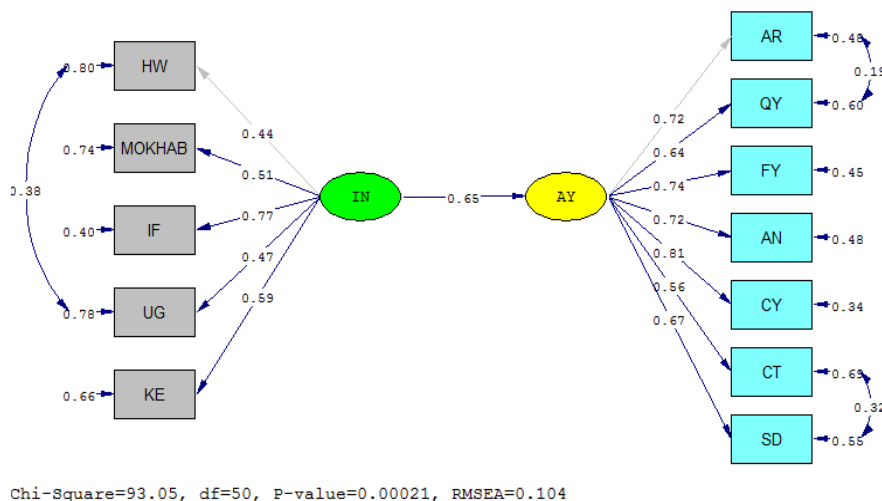 AR
0.48
0.80
HW
0.19
QY
0.60
0.44
0.72
0.64
0.74
MOKHAB
0.51
0.74
FY
0.45
0.38
0.77
IN
0.65
AY
0.72
0.40
IF
AN
0.48
0.47
0.81
0.59
0.56
0.78
UG
0.67
CY
0.34
0.66
KE
CT
0.69
0.32
SD
0.55
Chi-Square=93.05, df=50, P-value=0.00021, RMSEA=0.104